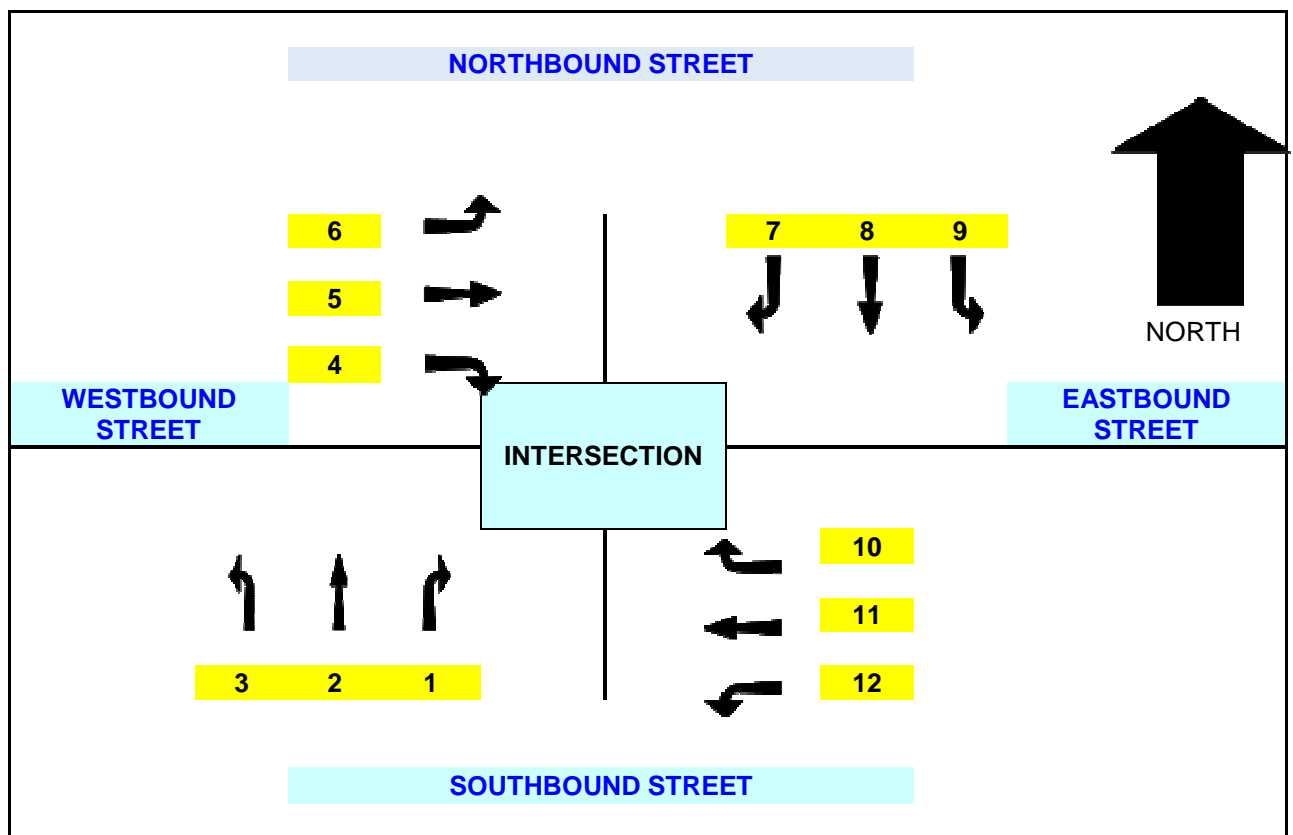 NORTHBOUND STREET
6
7 8 9
5
NORTH
4
WESTBOUND
STREET
EASTBOUND
STREET
INTERSECTION
10
11
3 2 1
12
SOUTHBOUND STREET